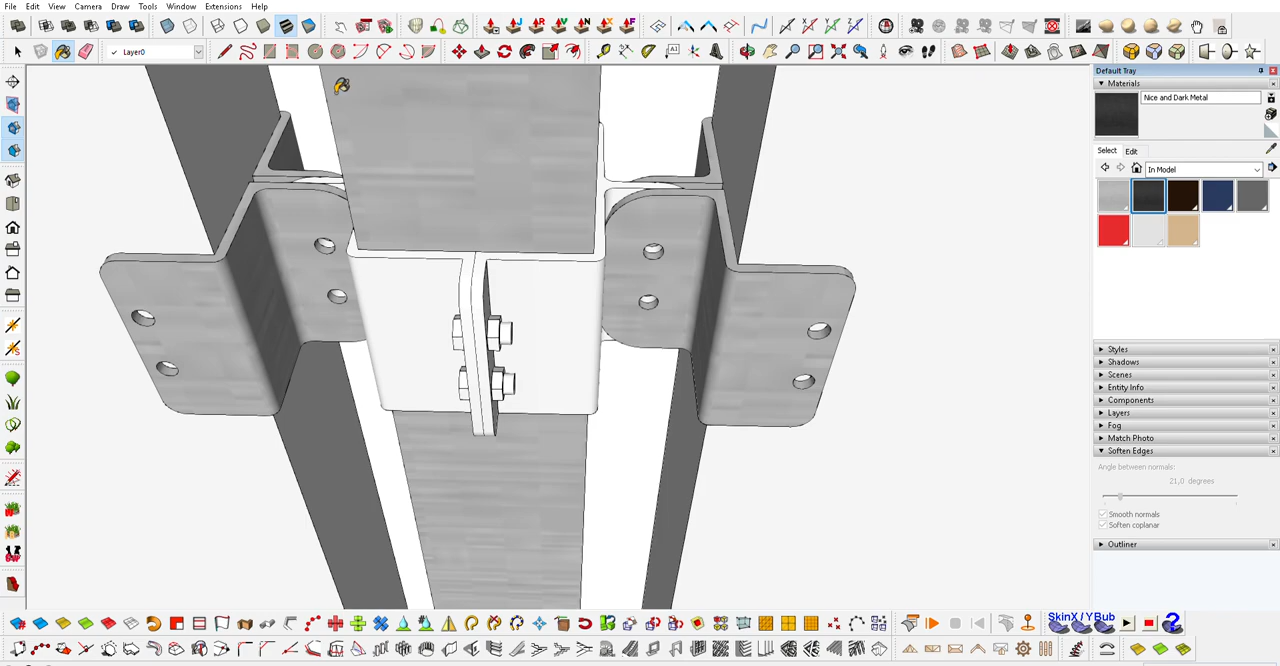 File Edit View Camera Draw Tools Window Extensions Help
Layer0
Default Tray
Materials
Nice and Dark Metal
Select Edit
In Model
Styles
Shadows
Scenes
Entity Info
Components
Layers
Fog
Match Photo
Soften Edges
Angle between normals:
21,0 degrees
Smooth normals
Soften coplanar
Outliner
SkinX / YBub